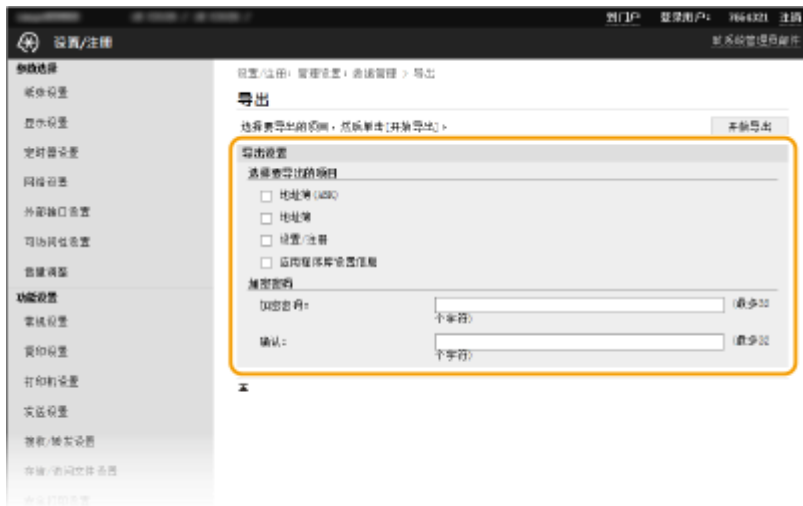 到门户 登录用户: 7654321 注销
设置/注册
致系统管理员邮件
参数选择
纸张设置
显示设置
定时器设置
网络设置
外部接口设置
可访问性设置
音量调整
功能设置
常规设置
复印设置
打印机设置
发送设置
接收/转发设置
存储/访问文件设置
设置/注册: 管理设置: 数据管理 > 导出
导出
选择要导出的项目,然后单击[开始导出]。
开始导出
导出设置
选择要导出的项目
地址簿(ABK)
地址簿
设置/注册
应用程序库设置信息
加密密码
加密密码:
(最多32
个字符)
确认:
(最多32
个字符)